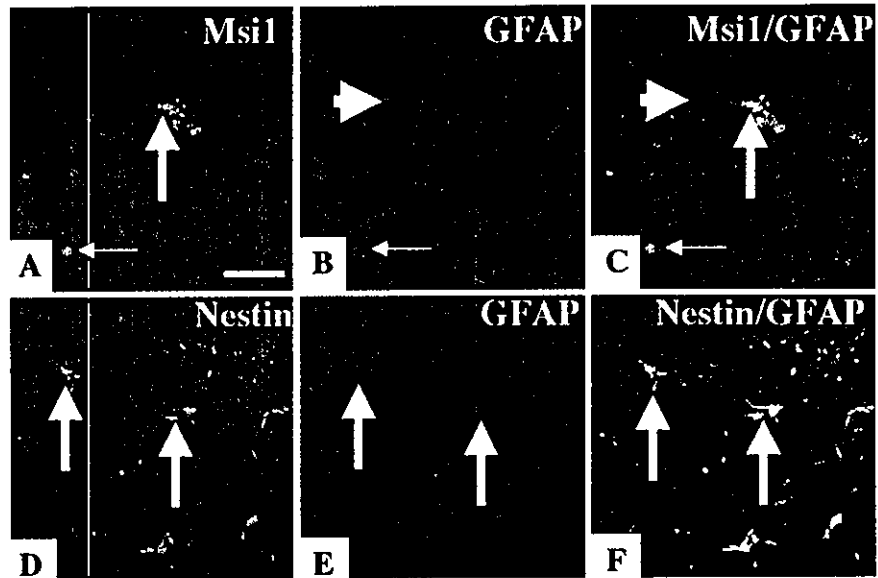 Msi1 GFAP Msi1/GFAP
A B C
Nestin GFAP Nestin/GFAP
D E F